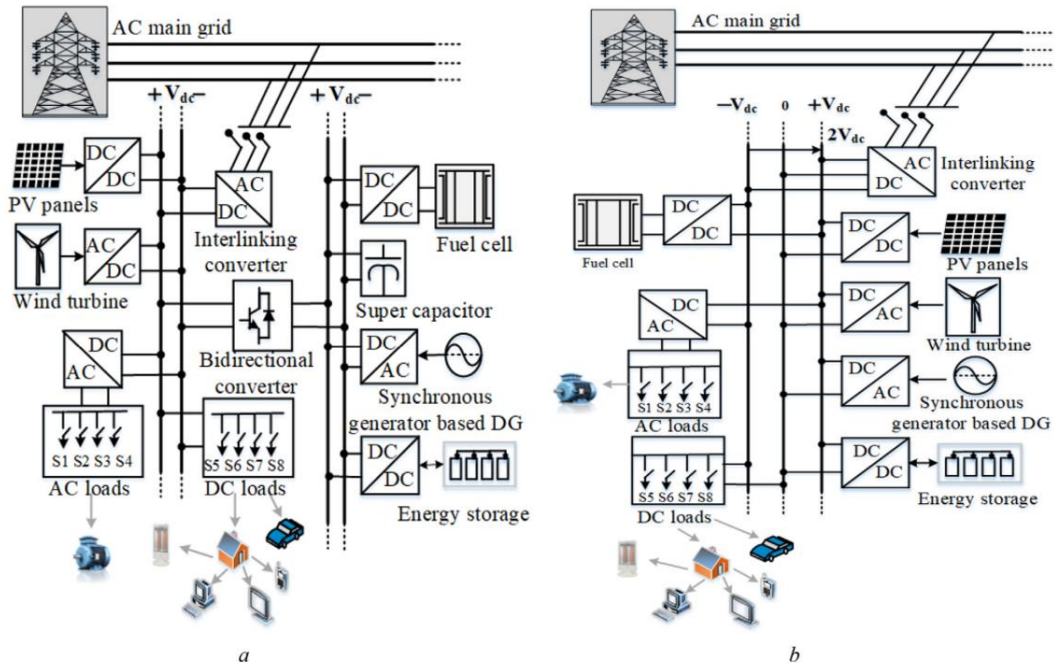 AC main grid
+ Vdc −
+ Vdc −
DC
DC
PV panels
AC
DC
Wind turbine
AC
DC
Interlinking
converter
DC
DC
Fuel cell
Super capacitor
Bidirectional
converter
DC
AC
Synchronous
generator based DG
DC
AC
S1 S2 S3 S4
AC loads
S5 S6 S7 S8
DC loads
DC
DC
Energy storage
a
AC main grid
−Vdc
0
+Vdc
2Vdc
AC
DC
Interlinking
converter
DC
DC
Fuel cell
DC
DC
PV panels
DC
AC
Wind turbine
DC
AC
S1 S2 S3 S4
AC loads
DC
AC
Synchronous
generator based DG
S5 S6 S7 S8
DC loads
DC
DC
Energy storage
b